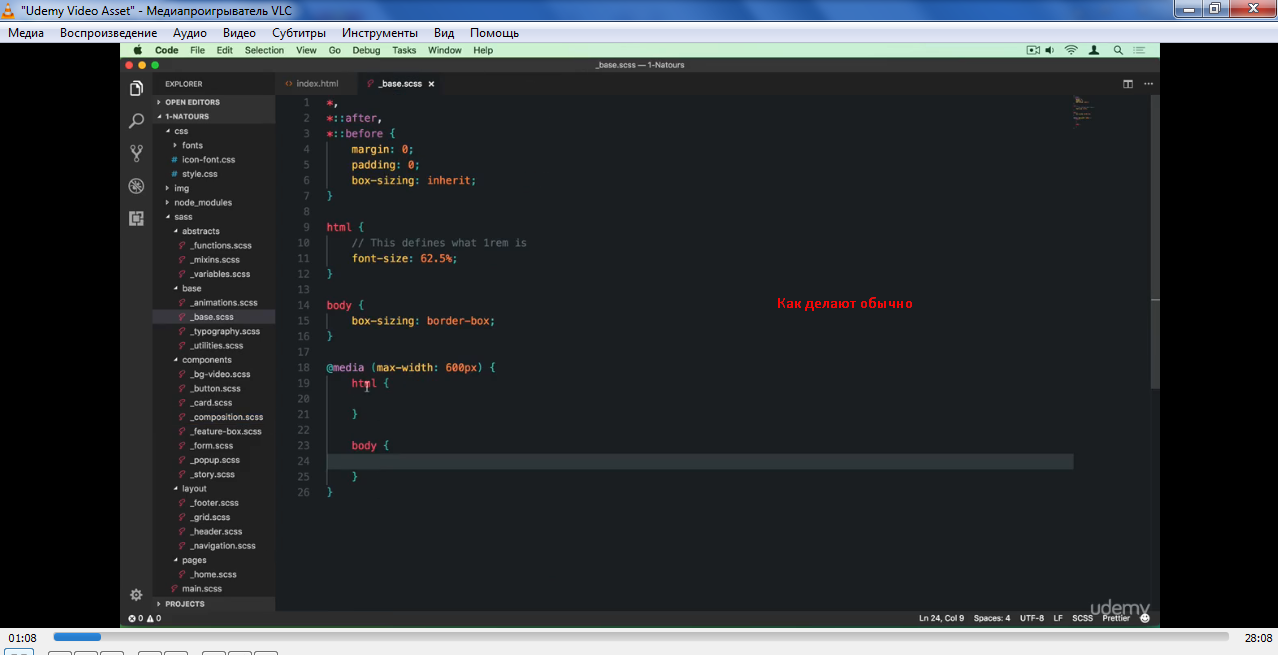 "Udemy Video Asset" - Медиапроигрыватель VLC
Медиа Воспроизведение Аудио Видео Субтитры Инструменты Вид Помощь
Code File Edit Selection View Go Debug Tasks Window Help
_base.scss — 1-Natours
EXPLORER
OPEN EDITORS
1-NATOURS
css
fonts
# icon-font.css
# style.css
img
node_modules
sass
abstracts
_functions.scss
_mixins.scss
_variables.scss
base
_animations.scss
_base.scss
_typography.scss
_utilities.scss
components
_bg-video.scss
_button.scss
_card.scss
_composition.scss
_feature-box.scss
_form.scss
_popup.scss
_story.scss
layout
_footer.scss
_grid.scss
_header.scss
_navigation.scss
pages
_home.scss
main.scss
PROJECTS
<> index.html _base.scss ×
1 *,
2 *::after,
3 *::before {
4 margin: 0;
5 padding: 0;
6 box-sizing: inherit;
7 }
8
9 html {
10 // This defines what 1rem is
11 font-size: 62.5%;
12 }
13
14 body {
15 box-sizing: border-box;
16 }
17
18 @media (max-width: 600px) {
19 html {
20
21 }
22
23 body {
24
25 }
26 }
Как делают обычно
udemy
0 0 Ln 24, Col 9 Spaces: 4 UTF-8 LF SCSS Prettier
01:08 28:08